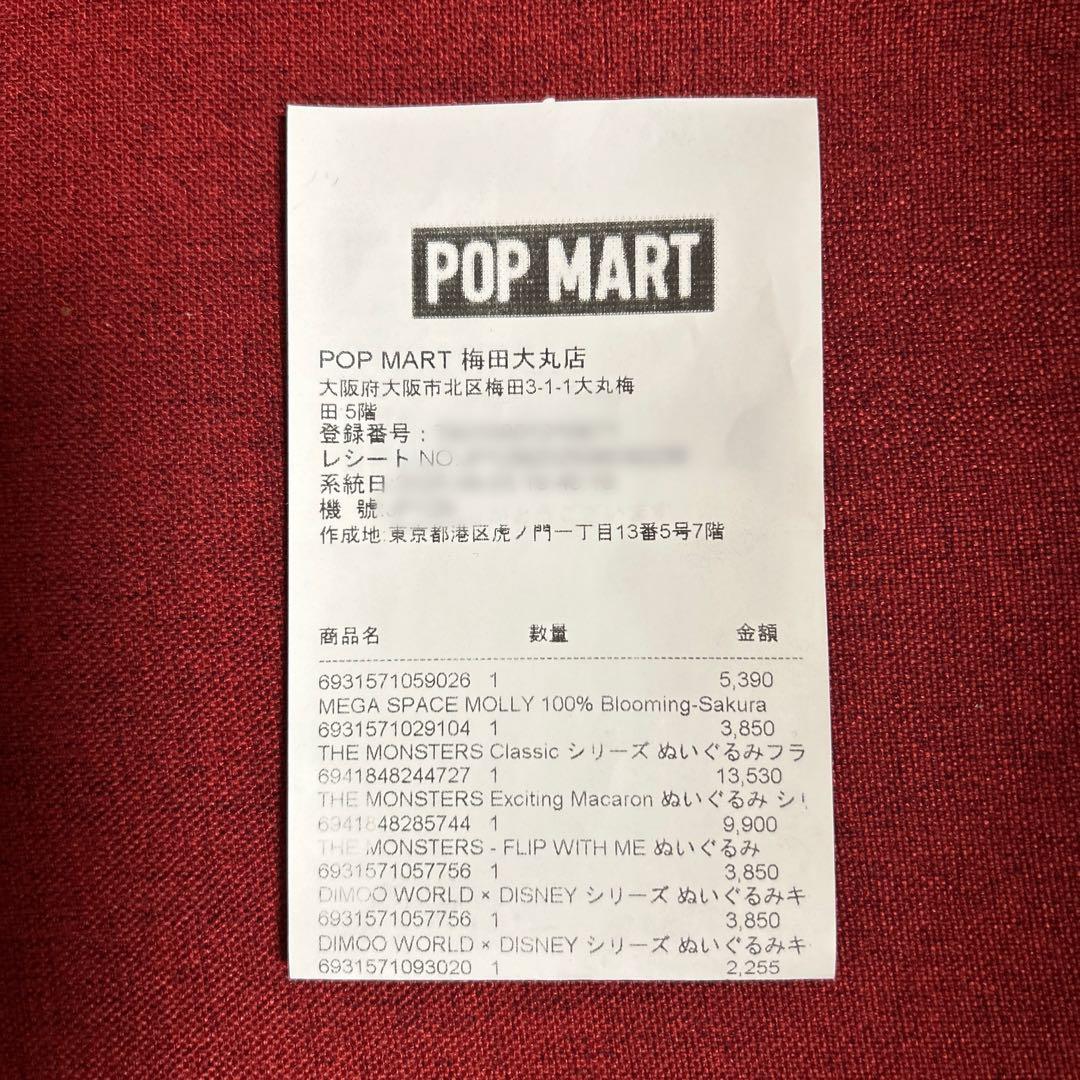 POP MART
POP MART 梅田大丸店
大阪府大阪市北区梅田3-1-1大丸梅
田 5階
登録番号：
レシート NO.
系統日
機 號:
作成地:東京都港区虎ノ門一丁目13番5号7階
商品名 數量 金額
6931571059026 1 5,390
MEGA SPACE MOLLY 100% Blooming-Sakura
6931571029104 1 3,850
THE MONSTERS Classic シリーズ ぬいぐるみフラ
6941848244727 1 13,530
THE MONSTERS Exciting Macaron ぬいぐるみ シリ
6941848285744 1 9,900
THE MONSTERS - FLIP WITH ME ぬいぐるみ
6931571057756 1 3,850
DIMOO WORLD × DISNEY シリーズ ぬいぐるみキ
6931571057756 1 3,850
DIMOO WORLD × DISNEY シリーズ ぬいぐるみキ
6931571093020 1 2,255